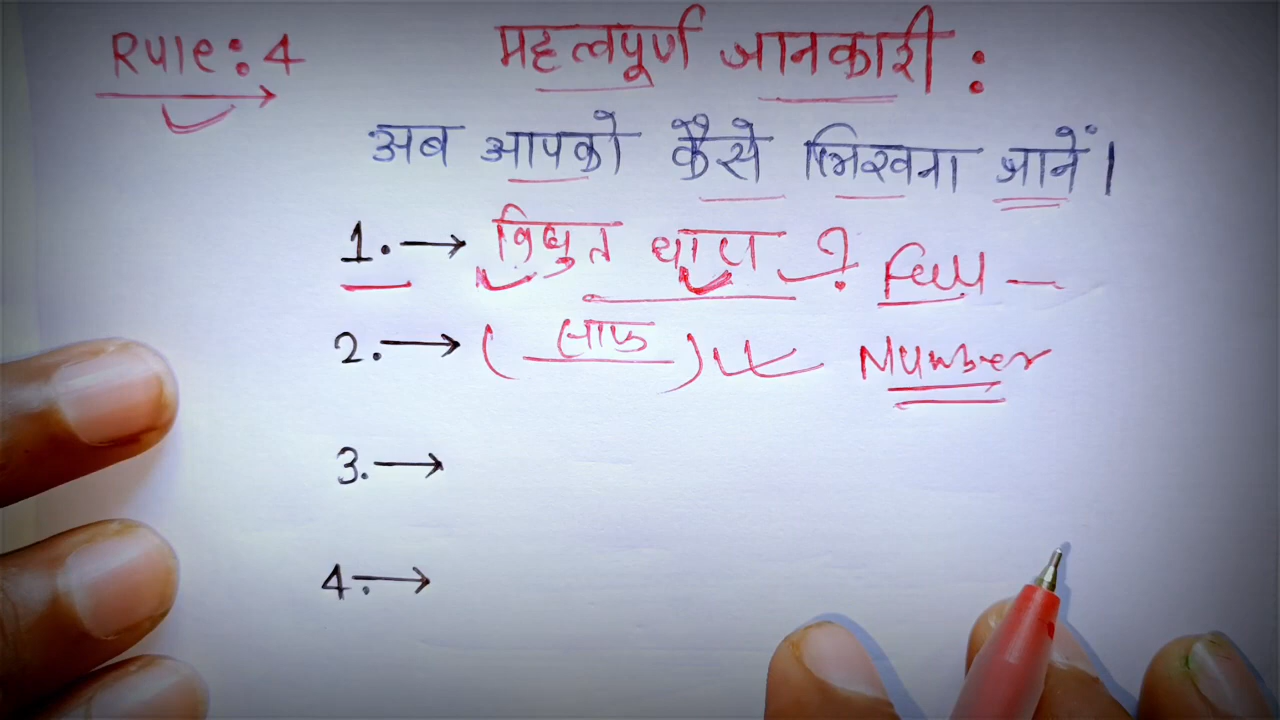 Rule:4 महत्वपूर्ण जानकारी :
अब आपको कैसे लिखना जानें।
1.→ विधुत धारा ? Full —
2.→ ( साफ ) Number
3.→
4.→